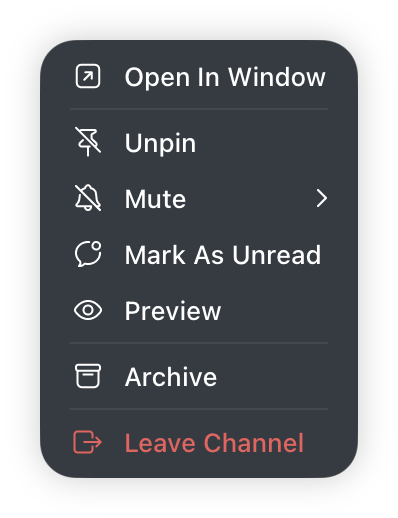 Open In Window
Unpin
Mute
Mark As Unread
Preview
Archive
Leave Channel